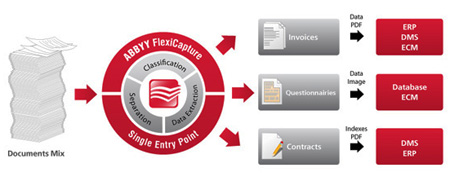 Documents Mix
ABBYY FlexiCapture
Classification
Separation
Data Extraction
Single Entry Point
Invoices
Data
PDF
ERP
DMS
ECM
Questionnairies
Data
Image
Database
ECM
Contracts
Indexes
PDF
DMS
ERP